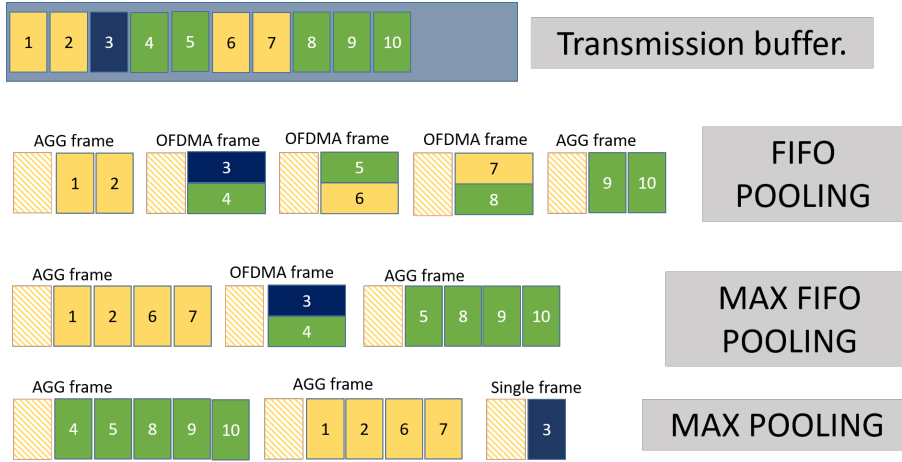 1 2 3 4 5 6 7 8 9 10
Transmission buffer.
AGG frame OFDMA frame OFDMA frame OFDMA frame AGG frame
1 2 3 4 5 6 7 8 9 10
FIFO
POOLING
AGG frame OFDMA frame AGG frame
1 2 6 7 3 4 5 8 9 10
MAX FIFO
POOLING
AGG frame AGG frame Single frame
4 5 8 9 10 1 2 6 7 3
MAX POOLING